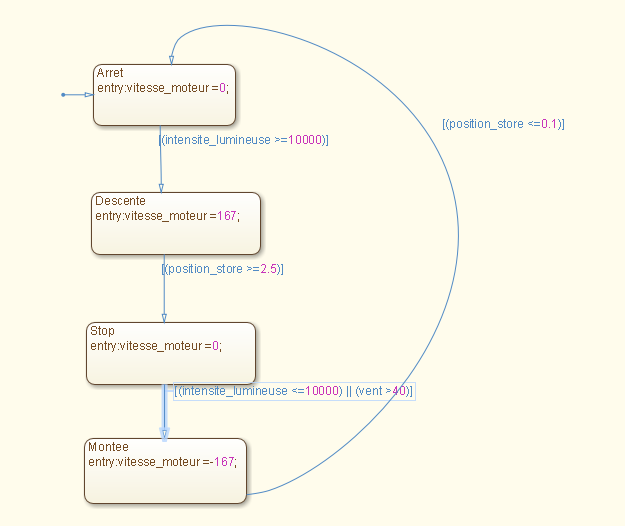 Arret
entry:vitesse_moteur =0;
[(position_store <=0.1)]
[(intensite_lumineuse >=10000)]
Descente
entry:vitesse_moteur =167;
[(position_store >=2.5)]
Stop
entry:vitesse_moteur =0;
[(intensite_lumineuse <=10000) || (vent >40)]
Montee
entry:vitesse_moteur =-167;